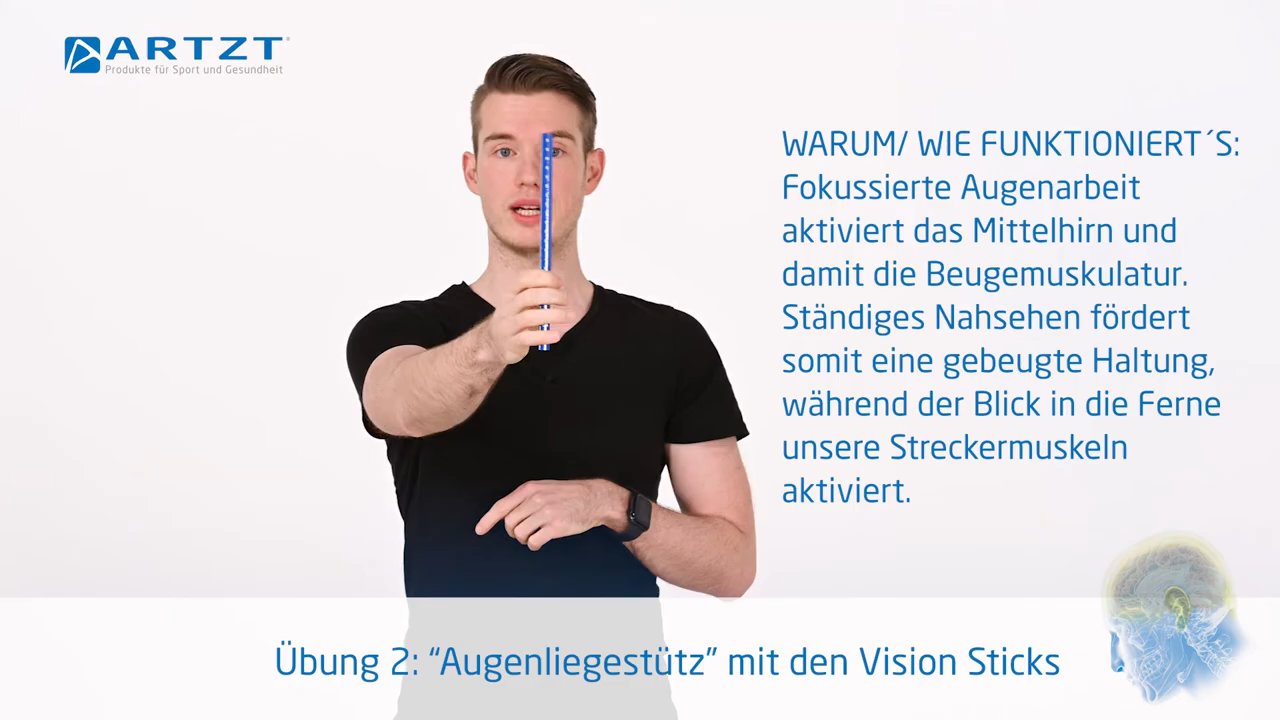 ARTZT
Produkte für Sport und Gesundheit
WARUM/ WIE FUNKTIONIERT´S:
Fokussierte Augenarbeit
aktiviert das Mittelhirn und
damit die Beugemuskulatur.
Ständiges Nahsehen fördert
somit eine gebeugte Haltung,
während der Blick in die Ferne
unsere Streckermuskeln
aktiviert.
Übung 2: “Augenliegestütz” mit den Vision Sticks